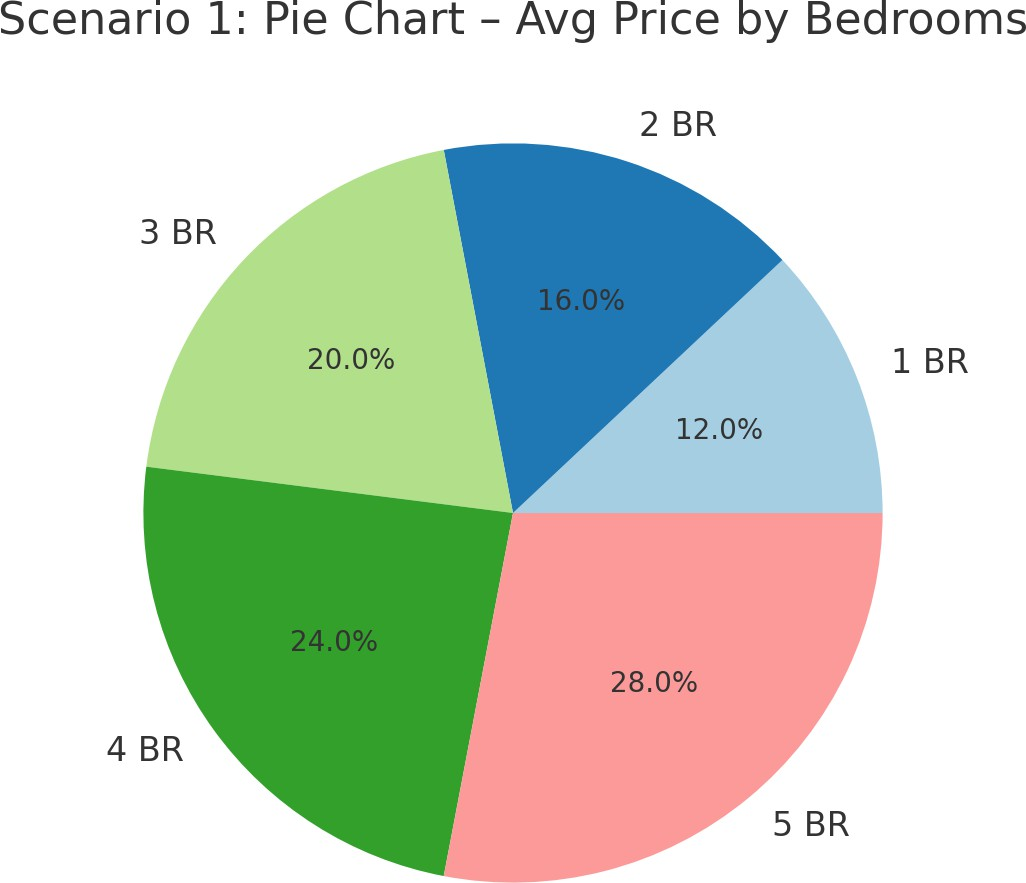 Scenario 1: Pie Chart – Avg Price by Bedrooms
2 BR
3 BR
16.0%
20.0%
1 BR
12.0%
24.0%
28.0%
4 BR
5 BR